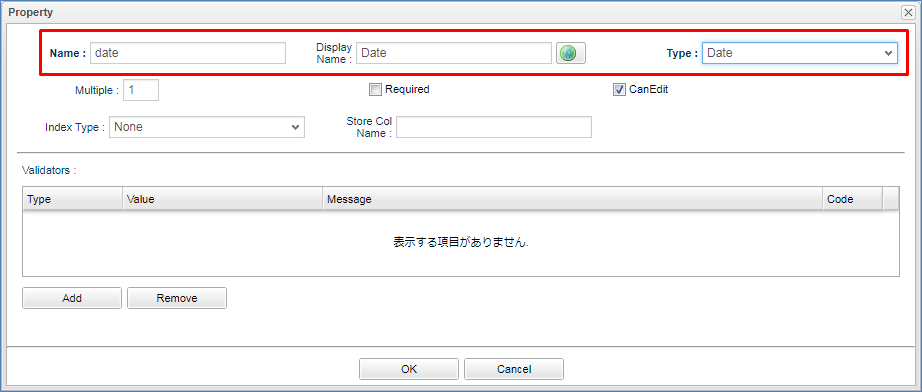 Property
Name : date Display Name : Date Type : Date
Multiple : 1 Required CanEdit
Index Type : None Store Col Name :
Validators :
Type Value Message Code
表示する項目がありません.
Add Remove
OK Cancel